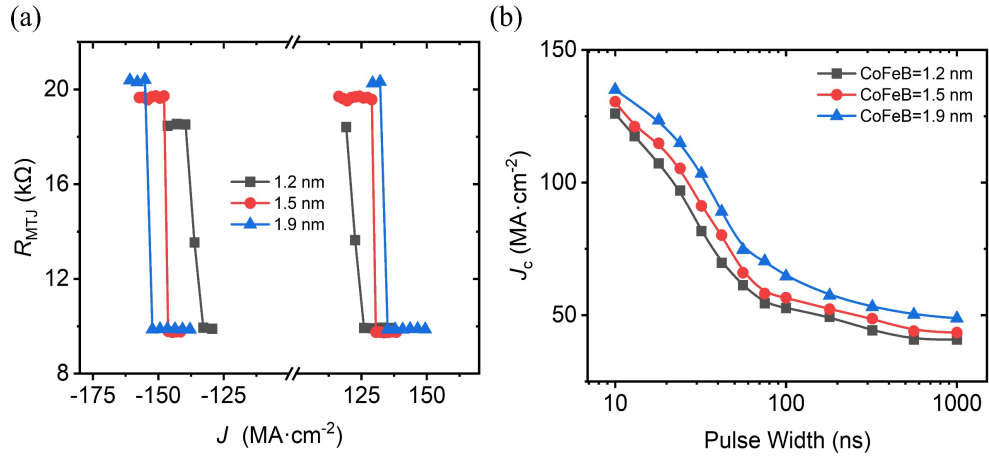 (a)
20
16
12
8
R_MTJ (kΩ)
1.2 nm
1.5 nm
1.9 nm
-175 -150 -125 125 150
J (MA·cm⁻²)
(b)
150
100
50
J_c (MA·cm⁻²)
CoFeB=1.2 nm
CoFeB=1.5 nm
CoFeB=1.9 nm
10 100 1000
Pulse Width (ns)